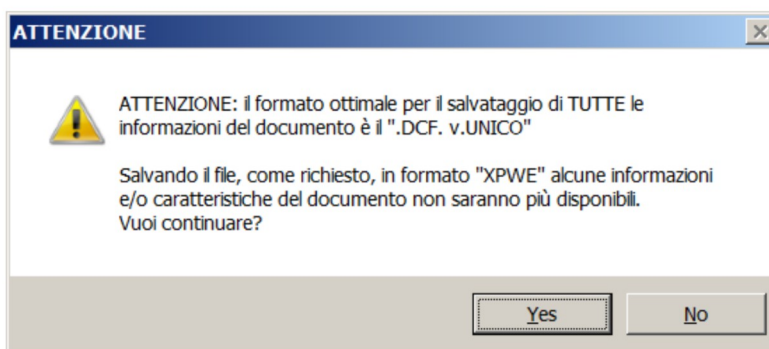 ATTENZIONE
ATTENZIONE: il formato ottimale per il salvataggio di TUTTE le
informazioni del documento è il ".DCF. v.UNICO"
Salvando il file, come richiesto, in formato "XPWE" alcune informazioni
e/o caratteristiche del documento non saranno più disponibili.
Vuoi continuare?
Yes
No